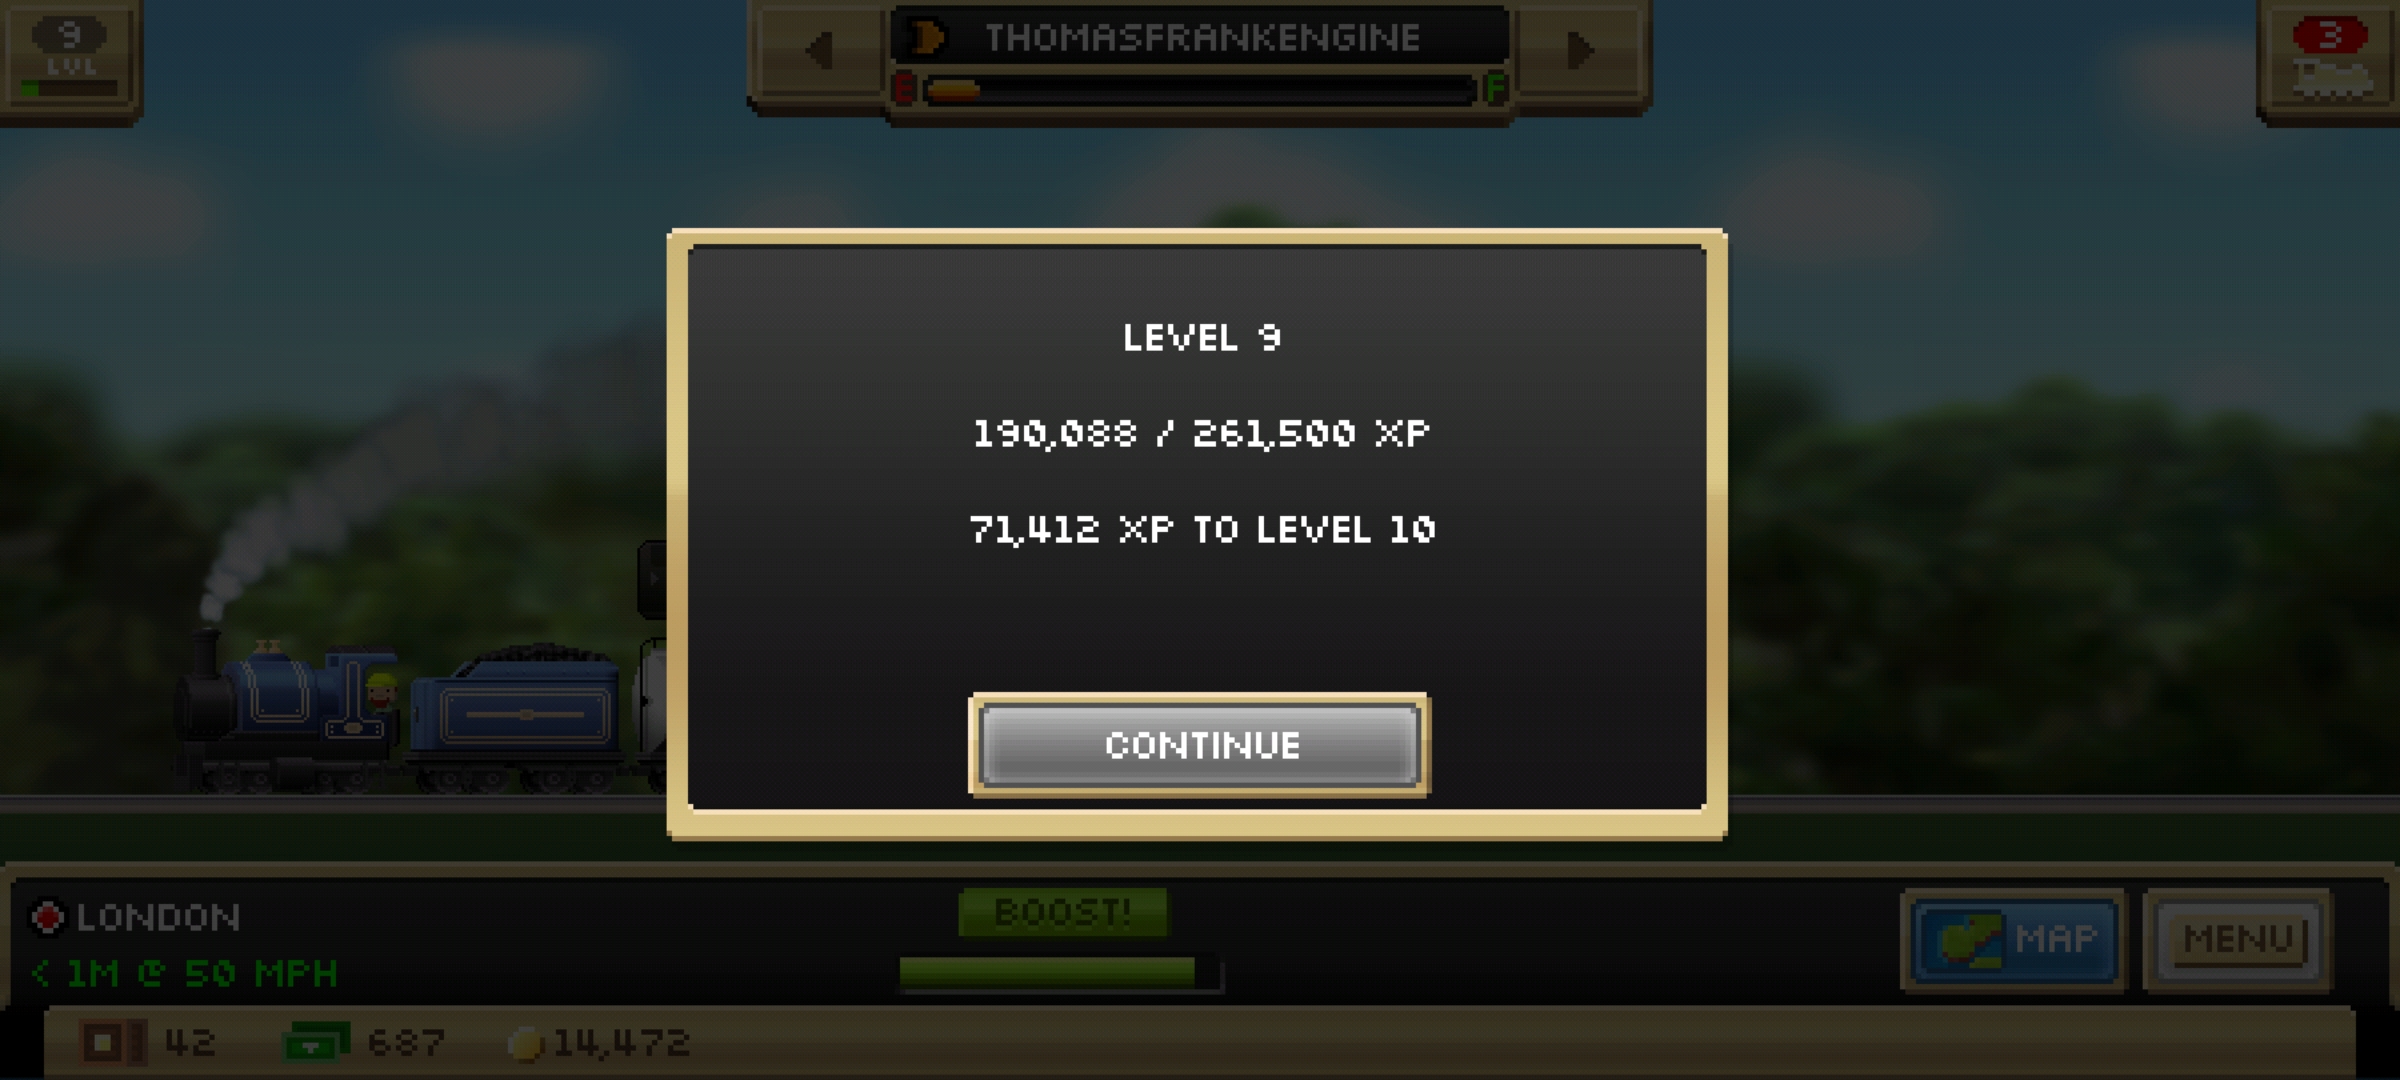 9
LVL
THOMASFRANKENGINE
E F
3
LEVEL 9
190,088 / 261,500 XP
71,412 XP TO LEVEL 10
CONTINUE
LONDON
< 1M @ 50 MPH
BOOST!
MAP
MENU
42 687 14,472